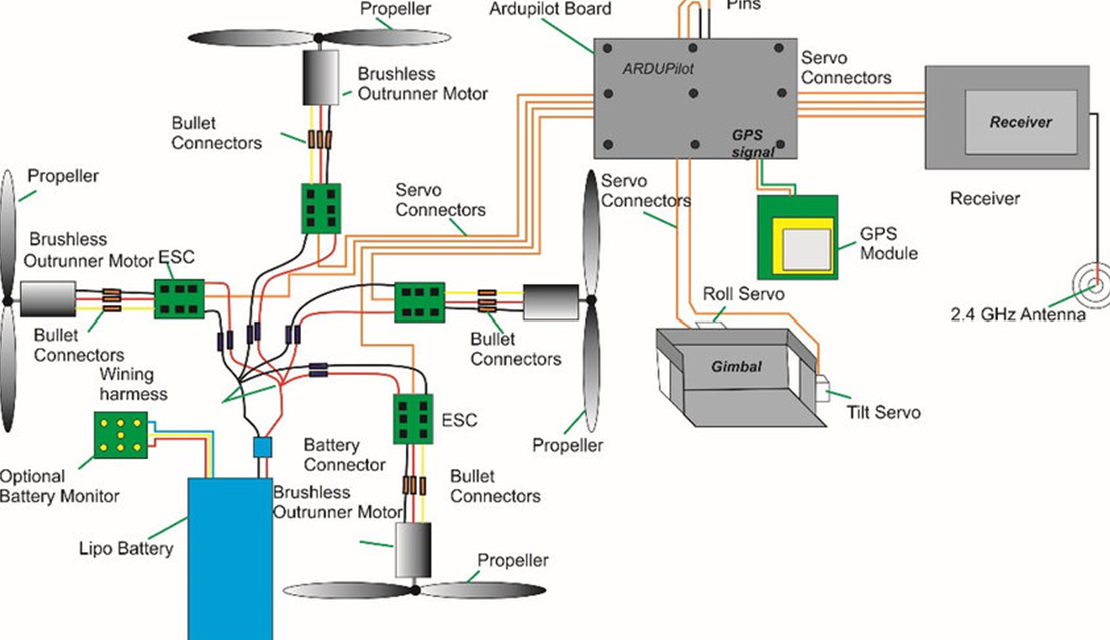 Propeller
Ardupilot Board
Pins
Brushless
Outrunner Motor
ARDUPilot
Servo
Connectors
Receiver
Bullet
Connectors
GPS
signal
Propeller
Servo
Connectors
Servo
Connectors
Receiver
Brushless
Outrunner Motor
ESC
GPS
Module
Roll Servo
2.4 GHz Antenna
Bullet
Connectors
Bullet
Connectors
Wining
harness
Gimbal
Tilt Servo
ESC
Propeller
Battery
Connector
Optional
Battery Monitor
Bullet
Connectors
Brushless
Outrunner Motor
Lipo Battery
Propeller